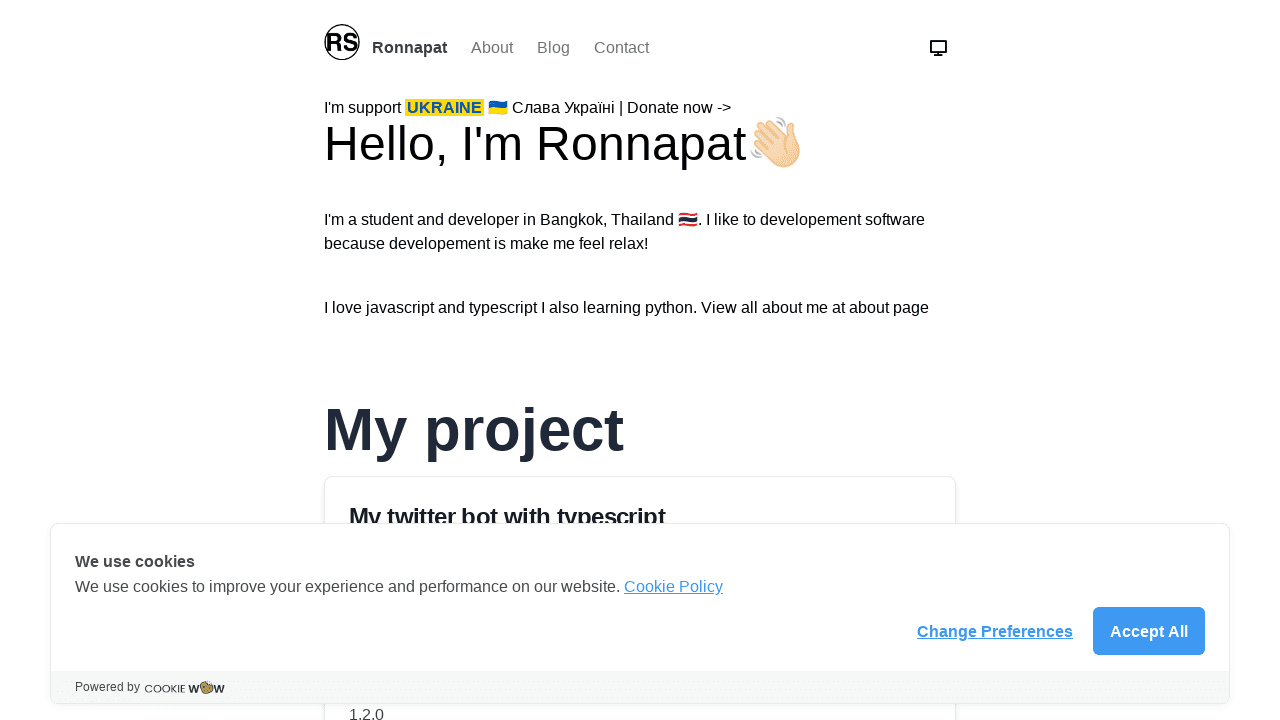 RS Ronnapat About Blog Contact
I'm support UKRAINE 🇺🇦 Слава Україні | Donate now ->
Hello, I'm Ronnapat👋🏻
I'm a student and developer in Bangkok, Thailand 🇹🇭. I like to developement software
because developement is make me feel relax!
I love javascript and typescript I also learning python. View all about me at about page
My project
My twitter bot with typescript
We use cookies
We use cookies to improve your experience and performance on our website. Cookie Policy
Change Preferences Accept All
Powered by COOKIE WOW
1.2.0